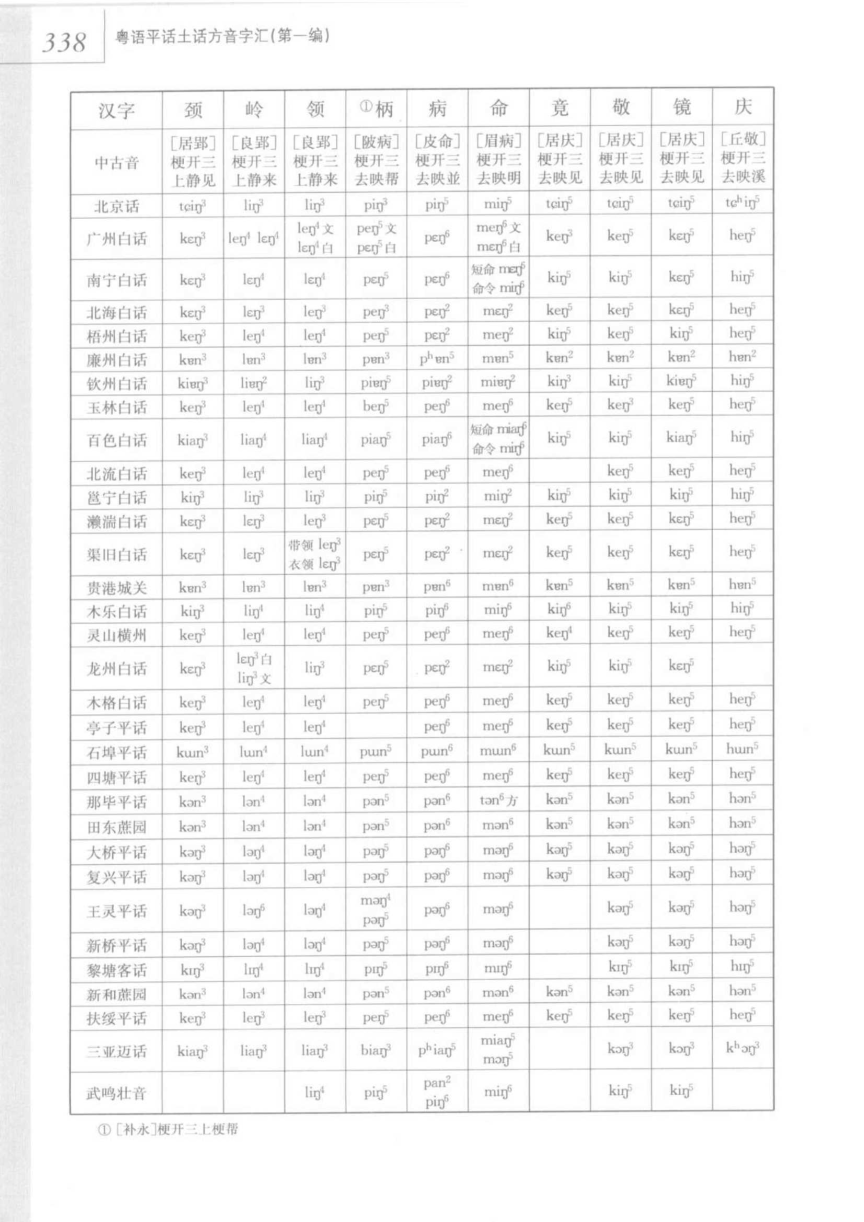 338
粤语平话土话方音字汇(第一编)
汉字 颈 岭 领 ①柄 病 命 竟 敬 镜 庆
中古音 [居郢]梗开三上静见 [良郢]梗开三上静来 [良郢]梗开三上静来 [陂病]梗开三去映帮 [皮命]梗开三去映並 [眉病]梗开三去映明 [居庆]梗开三去映见 [居庆]梗开三去映见 [居庆]梗开三去映见 [丘敬]梗开三去映溪
北京话 tɕiŋ³ liŋ³ liŋ³ piŋ³ piŋ⁵ miŋ⁵ tɕiŋ⁵ tɕiŋ⁵ tɕiŋ⁵ tɕʰiŋ⁵
广州白话 kɛŋ³ leŋ⁴ lɛŋ⁴ leŋ⁴文 lɛŋ⁴白 peŋ⁵文 pɛŋ⁵白 pɛŋ⁶ meŋ⁶文 mɛŋ⁶白 keŋ³ keŋ⁵ kɛŋ⁵ heŋ⁵
南宁白话 kɛŋ³ lɛŋ⁴ lɛŋ⁴ pɛŋ⁵ pɛŋ⁶ 短命 mɛŋ⁶ 命令 miŋ⁶ kiŋ⁵ kiŋ⁵ kɛŋ⁵ hiŋ⁵
北海白话 kɛŋ³ lɛŋ³ leŋ³ peŋ³ pɛŋ² mɛŋ² keŋ⁵ keŋ⁵ kɛŋ⁵ heŋ⁵
梧州白话 keŋ³ leŋ⁴ leŋ⁴ peŋ⁵ pɛŋ² meŋ² kiŋ⁵ keŋ⁵ kiŋ⁵ heŋ⁵
廉州白话 kɐn³ lɐn³ lɐn³ pɐn³ pʰɐn⁵ mɐn⁵ kɐn² kɐn² kɐn² hɐn²
钦州白话 kiɐŋ³ liɐŋ² liŋ³ piɐŋ⁵ piɐŋ² miɐŋ² kiŋ³ kiŋ⁵ kiɐŋ⁵ hiŋ⁵
玉林白话 keŋ³ leŋ⁴ leŋ⁴ beŋ⁵ peŋ⁶ meŋ⁶ keŋ⁵ keŋ³ keŋ⁵ heŋ⁵
百色白话 kiaŋ³ liaŋ⁴ liaŋ⁴ piaŋ⁵ piaŋ⁶ 短命 miaŋ⁶ 命令 miŋ⁶ kiŋ⁵ kiŋ⁵ kiaŋ⁵ hiŋ⁵
北流白话 keŋ³ leŋ⁴ leŋ⁴ peŋ⁵ peŋ⁶ meŋ⁶ keŋ⁵ keŋ⁵ heŋ⁵
邕宁白话 kiŋ³ liŋ³ liŋ³ piŋ⁵ piŋ² miŋ² kiŋ⁵ kiŋ⁵ kiŋ⁵ hiŋ⁵
濑湍白话 kɛŋ³ lɛŋ³ leŋ³ pɛŋ⁵ pɛŋ² mɛŋ² keŋ⁵ keŋ⁵ kɛŋ⁵ heŋ⁵
渠旧白话 kɛŋ³ lɛŋ³ 带领 leŋ³ 衣领 lɛŋ³ pɛŋ⁵ pɛŋ² mɛŋ² keŋ⁵ keŋ⁵ kɛŋ⁵ heŋ⁵
贵港城关 kɐn³ lɐn³ lɐn³ pɐn³ pɐn⁶ mɐn⁶ kɐn⁵ kɐn⁵ kɐn⁵ hɐn⁵
木乐白话 kiŋ³ liŋ⁴ liŋ⁴ piŋ⁵ piŋ⁶ miŋ⁶ kiŋ⁶ kiŋ⁵ kiŋ⁵ hiŋ⁵
灵山横州 keŋ³ leŋ⁴ leŋ⁴ peŋ⁵ peŋ⁶ meŋ⁶ keŋ⁴ keŋ⁵ keŋ⁵ heŋ⁵
龙州白话 kɛŋ³ lɛŋ³白 liŋ³文 liŋ³ pɛŋ⁵ pɛŋ² mɛŋ² kiŋ⁵ kiŋ⁵ kɛŋ⁵
木格白话 keŋ³ leŋ⁴ leŋ⁴ peŋ⁵ peŋ⁶ meŋ⁶ keŋ⁵ keŋ⁵ keŋ⁵ heŋ⁵
亭子平话 keŋ³ leŋ⁴ leŋ⁴ peŋ⁶ meŋ⁶ keŋ⁵ keŋ⁵ keŋ⁵ heŋ⁵
石埠平话 kɯn³ lɯn⁴ lɯn⁴ pɯn⁵ pɯn⁶ mɯn⁶ kɯn⁵ kɯn⁵ kɯn⁵ hɯn⁵
四塘平话 keŋ³ leŋ⁴ leŋ⁴ peŋ⁵ peŋ⁶ meŋ⁶ keŋ⁵ keŋ⁵ keŋ⁵ heŋ⁵
那毕平话 kən³ lən⁴ lən⁴ pən⁵ pən⁶ tən⁶方 kən⁵ kən⁵ kən⁵ hən⁵
田东蔗园 kən³ lən⁴ lən⁴ pən⁵ pən⁶ mən⁶ kən⁵ kən⁵ kən⁵ hən⁵
大桥平话 kəŋ³ ləŋ⁴ ləŋ⁴ pəŋ⁵ pəŋ⁶ məŋ⁶ kəŋ⁵ kəŋ⁵ kəŋ⁵ həŋ⁵
复兴平话 kəŋ³ ləŋ⁴ ləŋ⁴ pəŋ⁵ pəŋ⁶ məŋ⁶ kəŋ⁵ kəŋ⁵ kəŋ⁵ həŋ⁵
王灵平话 kəŋ³ ləŋ⁶ ləŋ⁴ məŋ⁴ pəŋ⁵ pəŋ⁶ məŋ⁶ kəŋ⁵ kəŋ⁵ həŋ⁵
新桥平话 kəŋ³ ləŋ⁴ ləŋ⁴ pəŋ⁵ pəŋ⁶ məŋ⁶ kəŋ⁵ kəŋ⁵ həŋ⁵
黎塘客话 kɪŋ³ lɪŋ⁴ lɪŋ⁴ pɪŋ⁵ pɪŋ⁶ mɪŋ⁶ kɪŋ⁵ kɪŋ⁵ hɪŋ⁵
新和蔗园 kən³ lən⁴ lən⁴ pən⁵ pən⁶ mən⁶ kən⁵ kən⁵ kən⁵ hən⁵
扶绥平话 keŋ³ leŋ³ leŋ³ peŋ⁵ peŋ⁶ meŋ⁶ keŋ⁵ keŋ⁵ keŋ⁵ heŋ⁵
三亚迈话 kiaŋ³ liaŋ³ liaŋ³ biaŋ³ pʰiaŋ⁵ miaŋ⁵ məŋ⁵ kəŋ³ kəŋ³ kʰəŋ³
武鸣壮音 liŋ⁴ piŋ⁵ pan² piŋ⁶ miŋ⁶ kiŋ⁵ kiŋ⁵
①[补永]梗开三上梗帮